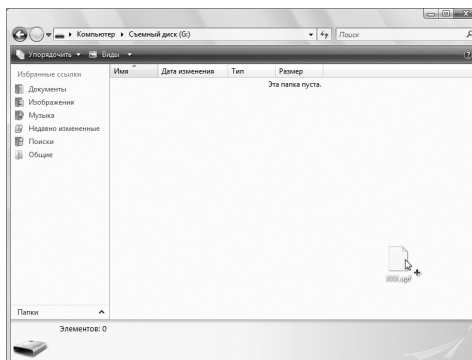 Компьютер ▸ Съемный диск (G:)
Поиск
Упорядочить Виды
Избранные ссылки
Документы
Изображения
Музыка
Недавно измененные
Поиски
Общие
Имя Дата изменения Тип Размер
Эта папка пуста.
Папки
Элементов: 0